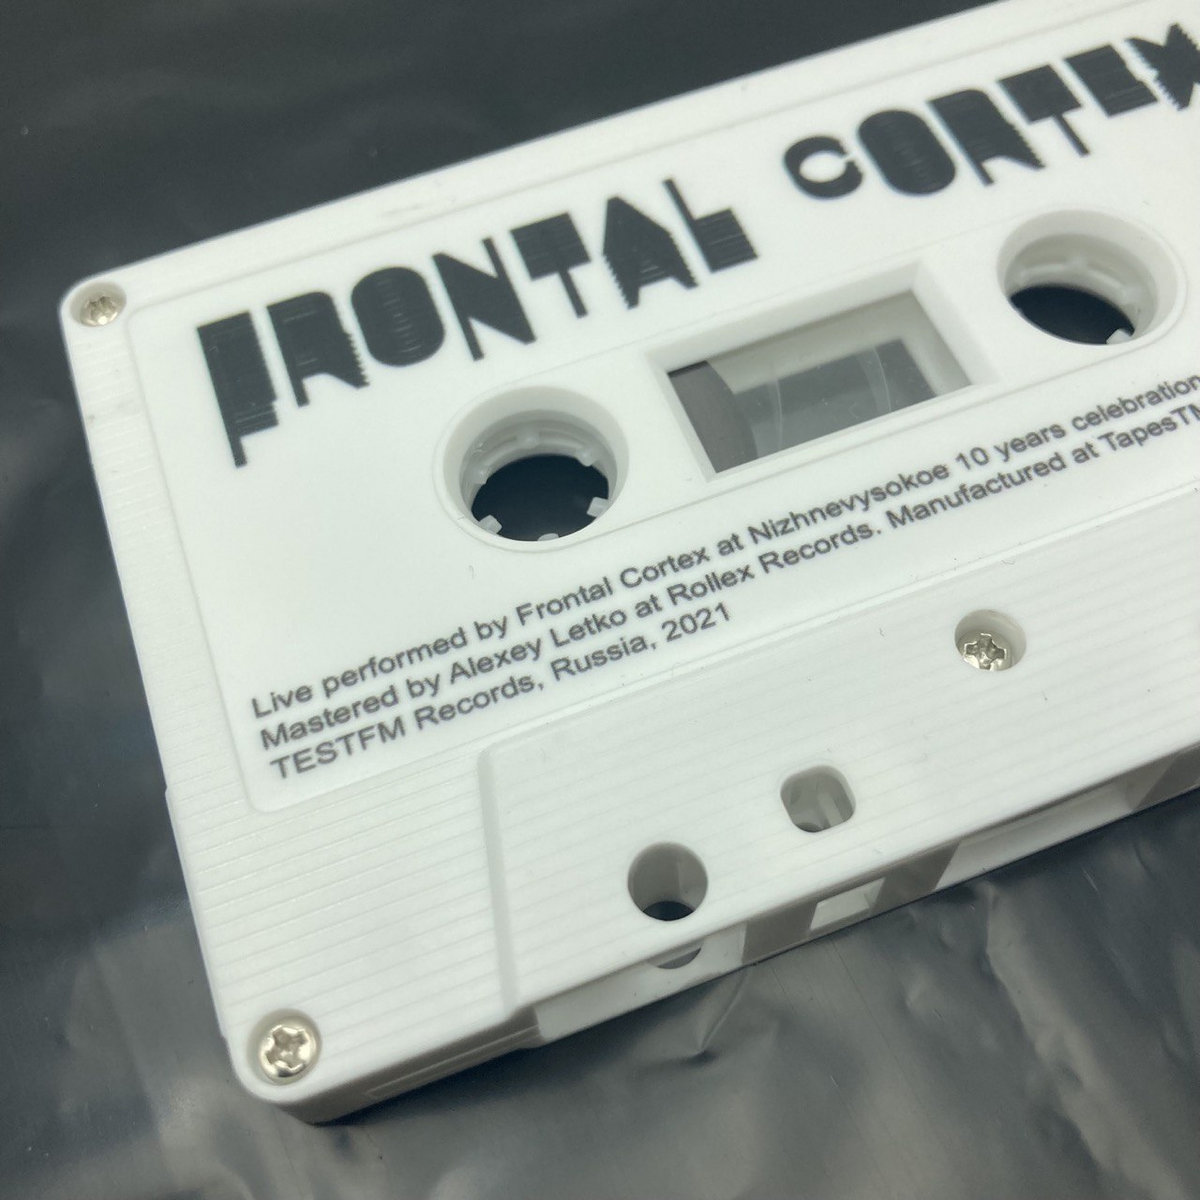 FRONTAL CORTEX
Live performed by Frontal Cortex at Nizhnevysokoe 10 years celebration
Mastered by Alexey Letko at Rollex Records. Manufactured at
TESTFM Records, Russia, 2021